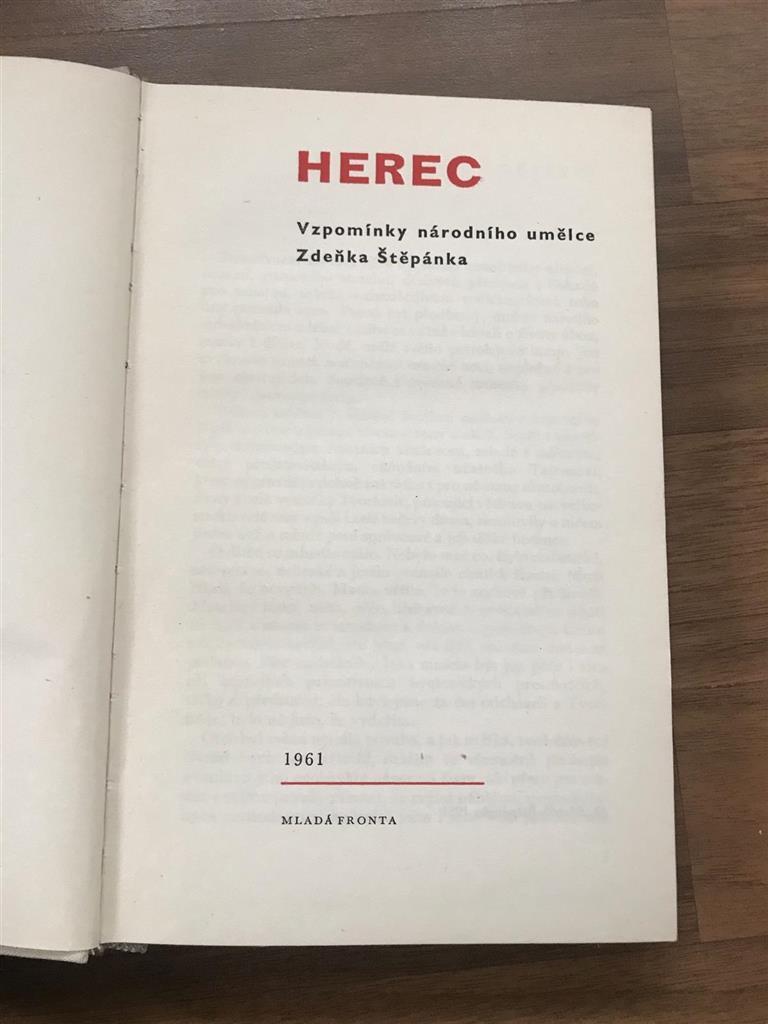 HEREC
Vzpomínky národního umělce
Zdeňka Štěpánka
1961
MLADÁ FRONTA